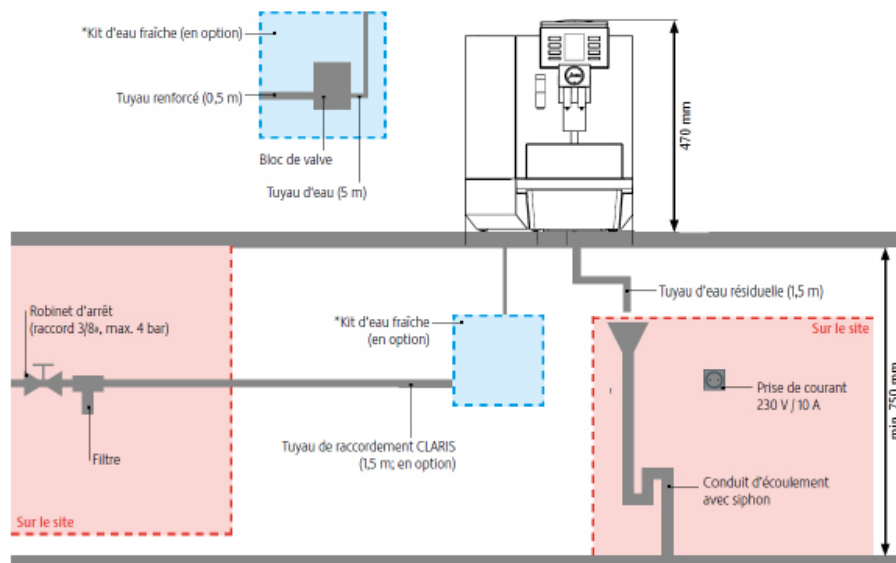 *Kit d'eau fraîche (en option)
Tuyau renforcé (0,5 m)
Bloc de valve
Tuyau d'eau (5 m)
470 mm
Robinet d'arrêt
(raccord 3/8», max. 4 bar)
Filtre
Sur le site
*Kit d'eau fraîche
(en option)
Tuyau de raccordement CLARIS
(1,5 m; en option)
Tuyau d'eau résiduelle (1,5 m)
Sur le site
Prise de courant
230 V / 10 A
Conduit d'écoulement
avec siphon
min. 750 mm